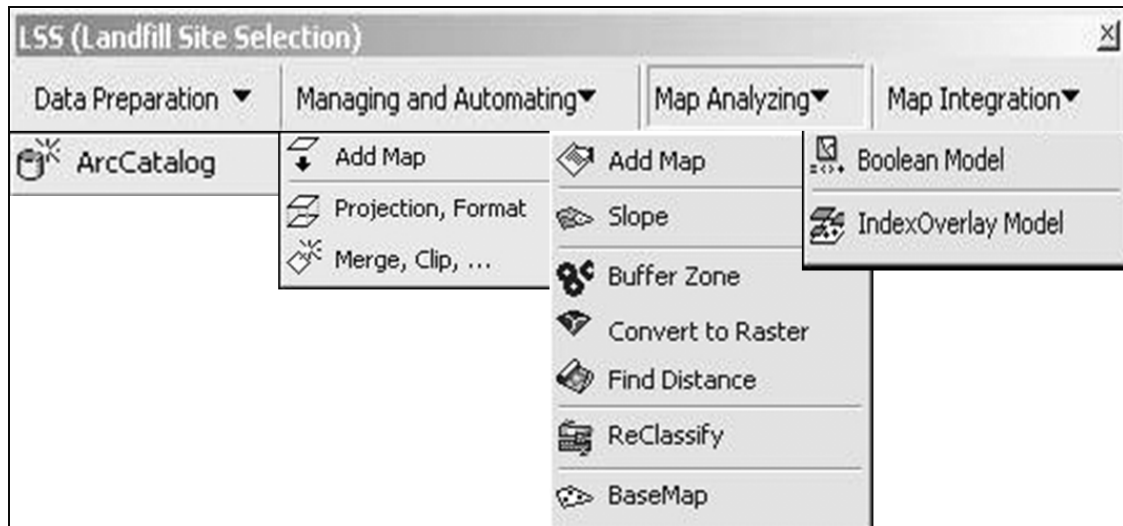 LSS (Landfill Site Selection)
Data Preparation Managing and Automating Map Analyzing Map Integration
ArcCatalog
Add Map
Projection, Format
Merge, Clip, ...
Add Map
Slope
Buffer Zone
Convert to Raster
Find Distance
ReClassify
BaseMap
Boolean Model
IndexOverlay Model